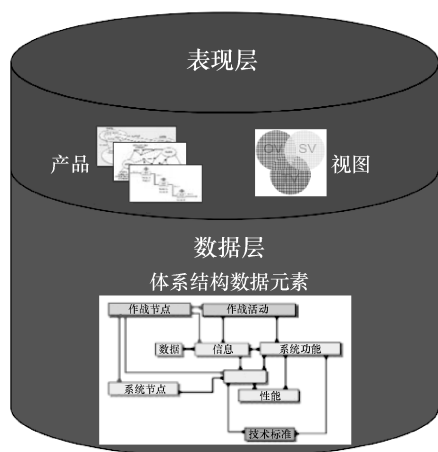 表现层
产品
OV
SV
视图
数据层
体系结构数据元素
作战节点
作战活动
数据
信息
系统功能
系统节点
性能
技术标准